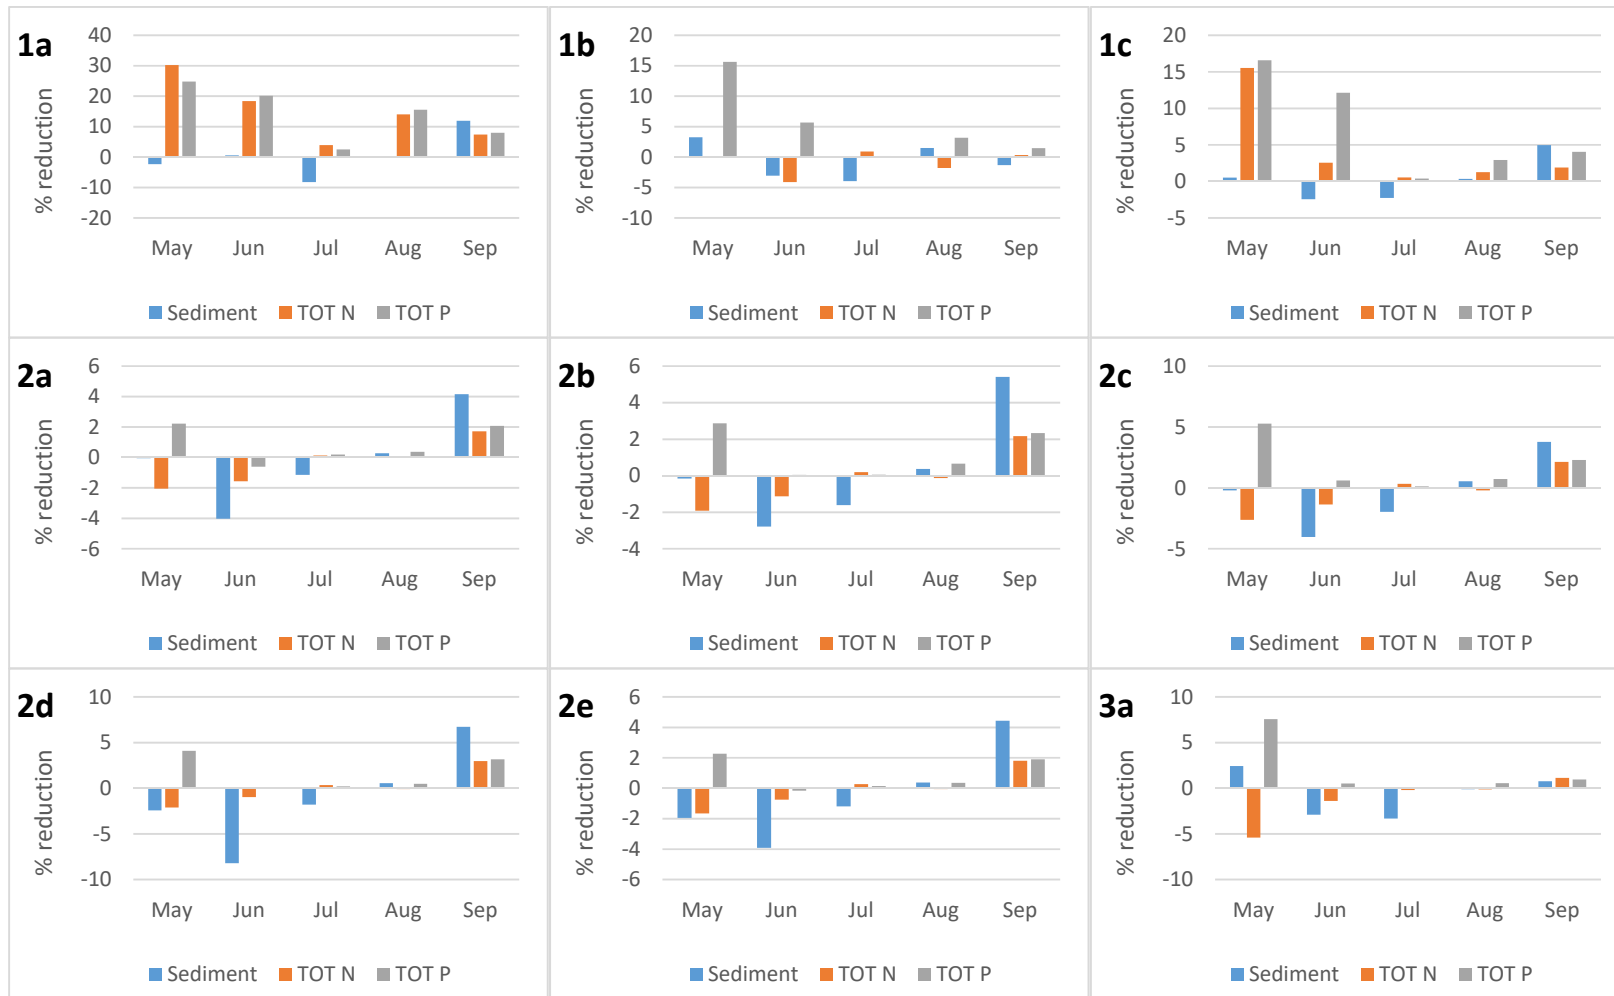 1a
% reduction
40
30
20
10
0
-10
-20
May Jun Jul Aug Sep
Sediment TOT N TOT P
1b
% reduction
20
15
10
5
0
-5
-10
May Jun Jul Aug Sep
Sediment TOT N TOT P
1c
% reduction
20
15
10
5
0
-5
May Jun Jul Aug Sep
Sediment TOT N TOT P
2a
% reduction
6
4
2
0
-2
-4
-6
May Jun Jul Aug Sep
Sediment TOT N TOT P
2b
% reduction
6
4
2
0
-2
-4
May Jun Jul Aug Sep
Sediment TOT N TOT P
2c
% reduction
10
5
0
-5
May Jun Jul Aug Sep
Sediment TOT N TOT P
2d
% reduction
10
5
0
-5
-10
May Jun Jul Aug Sep
Sediment TOT N TOT P
2e
% reduction
6
4
2
0
-2
-4
-6
May Jun Jul Aug Sep
Sediment TOT N TOT P
3a
% reduction
10
5
0
-5
-10
May Jun Jul Aug Sep
Sediment TOT N TOT P